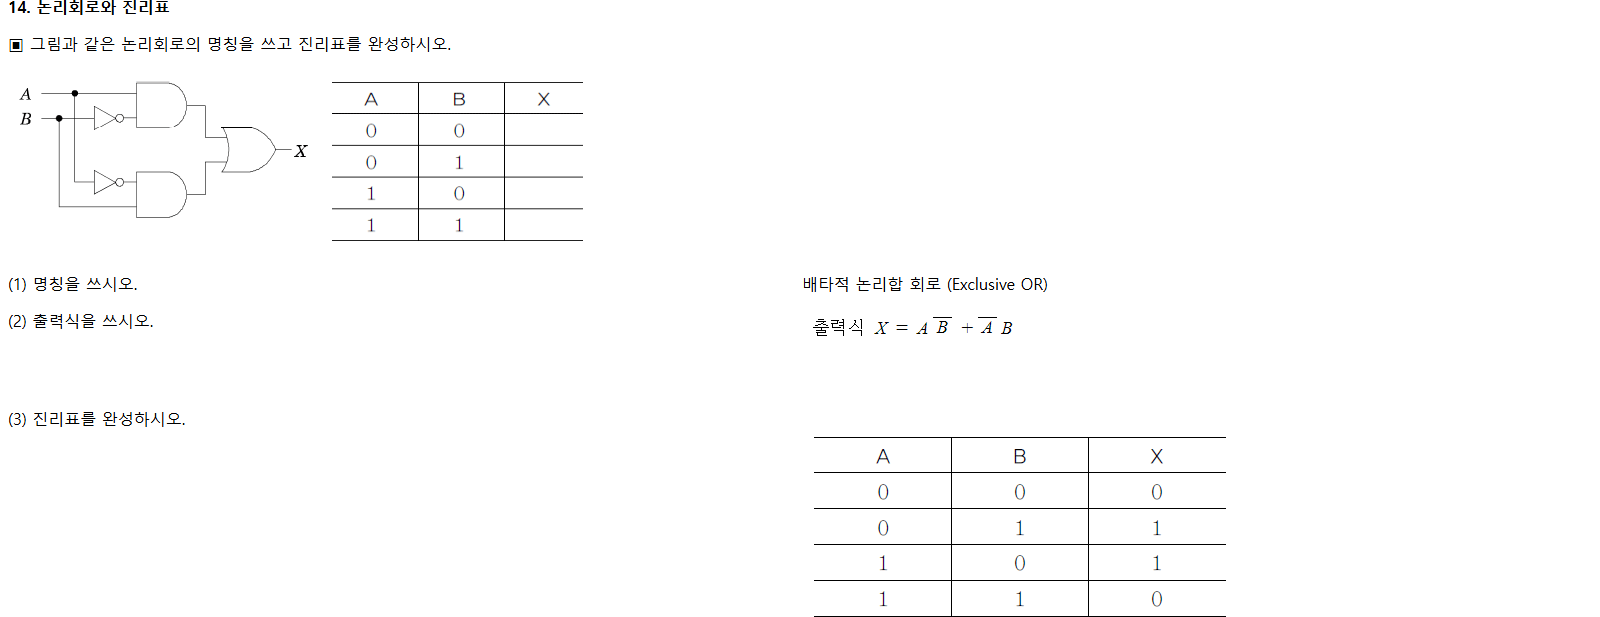 14. 논리회로와 진리표
▣ 그림과 같은 논리회로의 명칭을 쓰고 진리표를 완성하시오.
A
B
X
A B X
0 0
0 1
1 0
1 1
(1) 명칭을 쓰시오.
배타적 논리합 회로 (Exclusive OR)
(2) 출력식을 쓰시오.
출력식 X = A B̅ + A̅ B
(3) 진리표를 완성하시오.
A B X
0 0 0
0 1 1
1 0 1
1 1 0